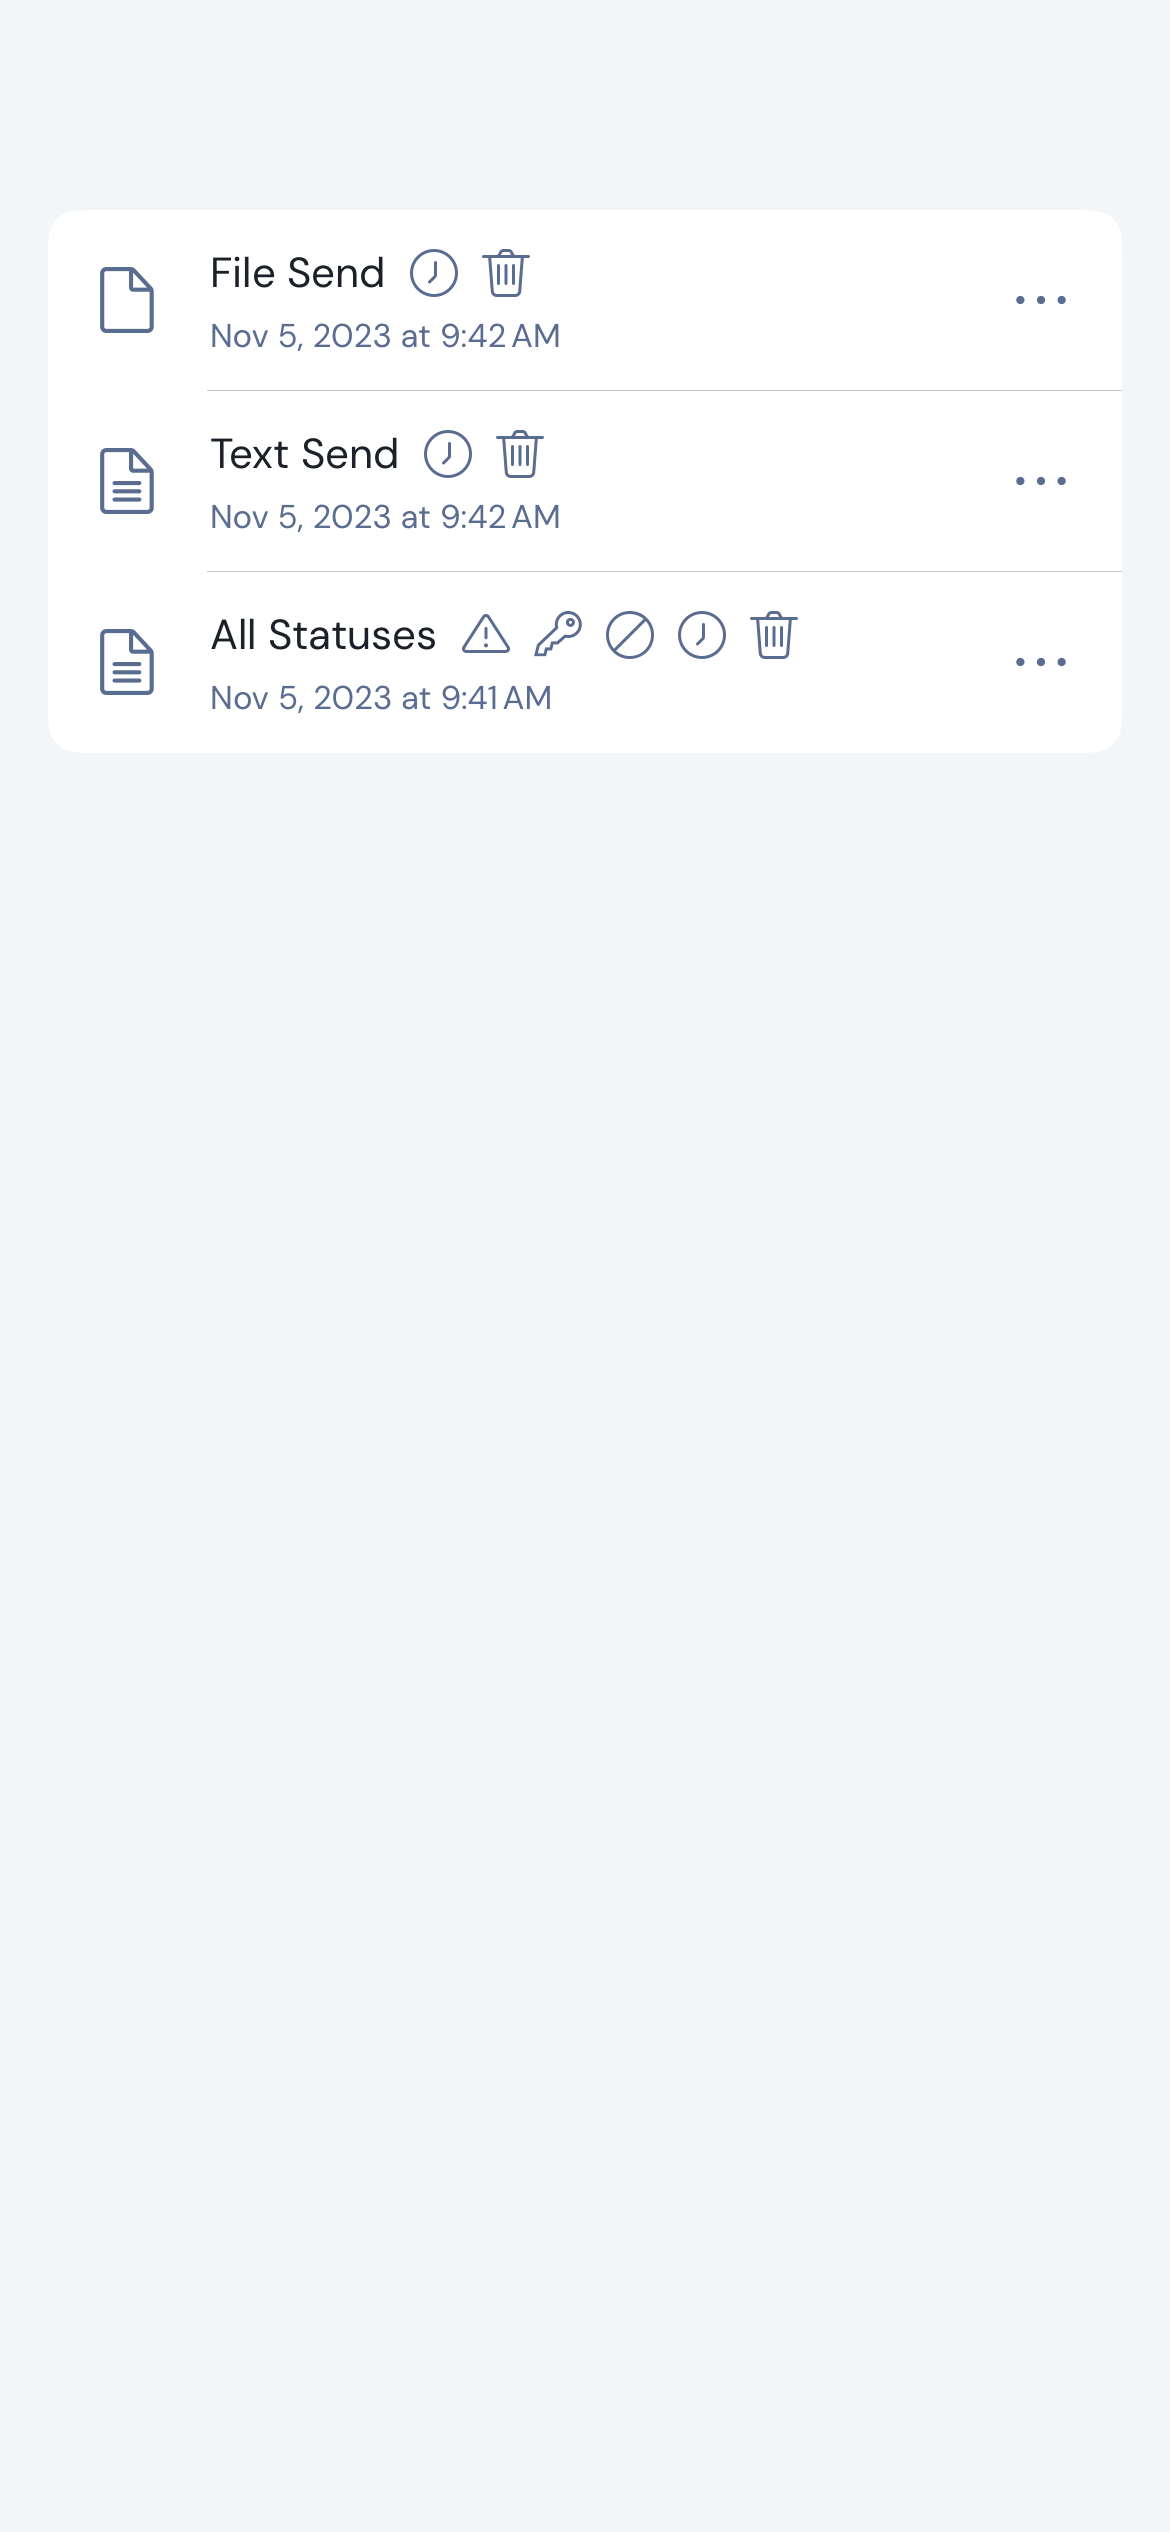 File Send
Nov 5, 2023 at 9:42 AM
Text Send
Nov 5, 2023 at 9:42 AM
All Statuses
Nov 5, 2023 at 9:41 AM